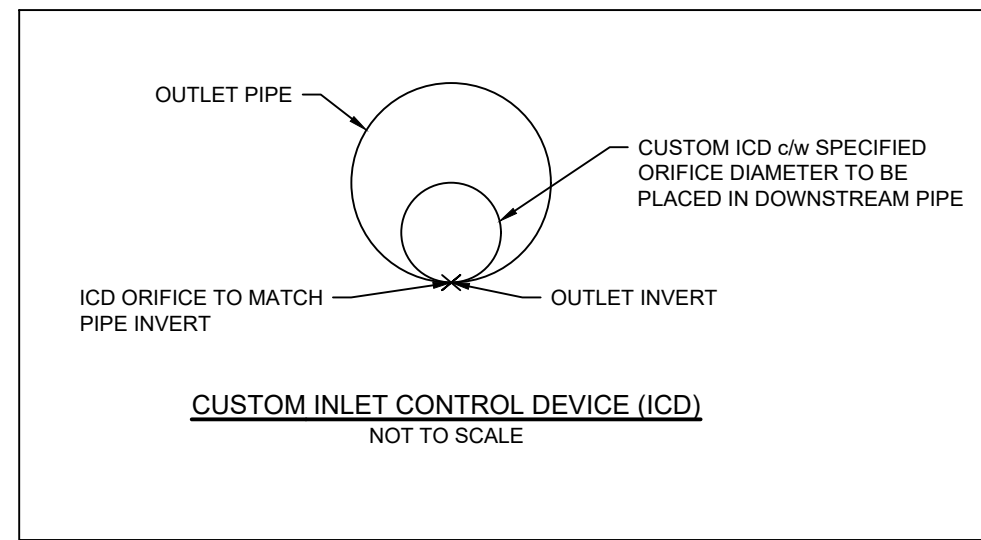 OUTLET PIPE
CUSTOM ICD c/w SPECIFIED
ORIFICE DIAMETER TO BE
PLACED IN DOWNSTREAM PIPE
ICD ORIFICE TO MATCH
PIPE INVERT
OUTLET INVERT
CUSTOM INLET CONTROL DEVICE (ICD)
NOT TO SCALE